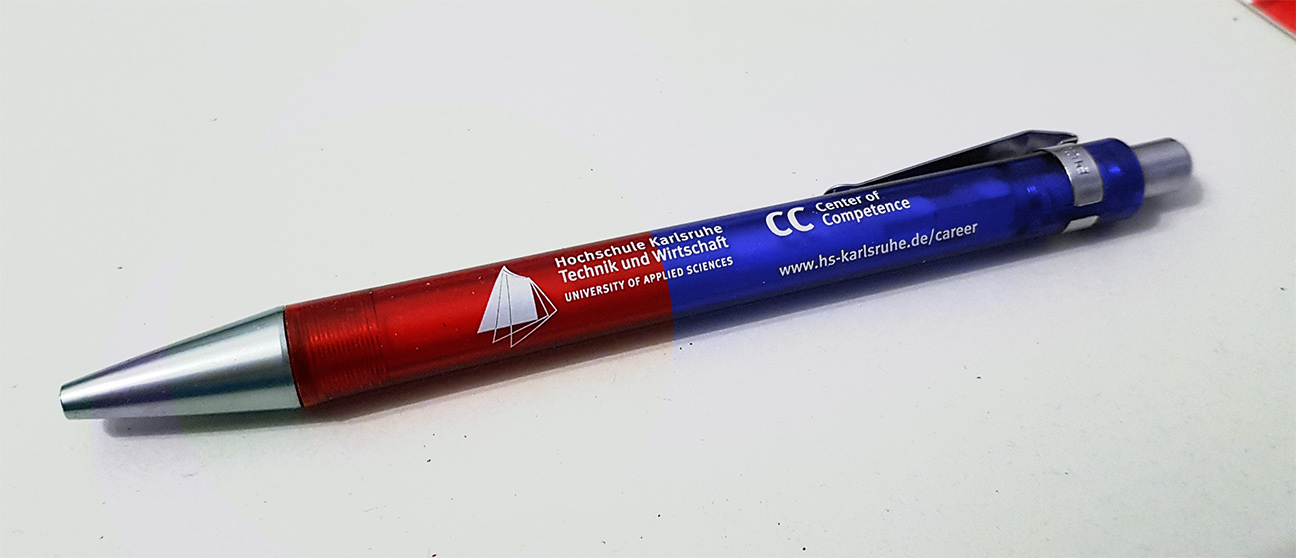 Hochschule Karlsruhe
Technik und Wirtschaft
UNIVERSITY OF APPLIED SCIENCES
CC Center of
Competence
www.hs-karlsruhe.de/career